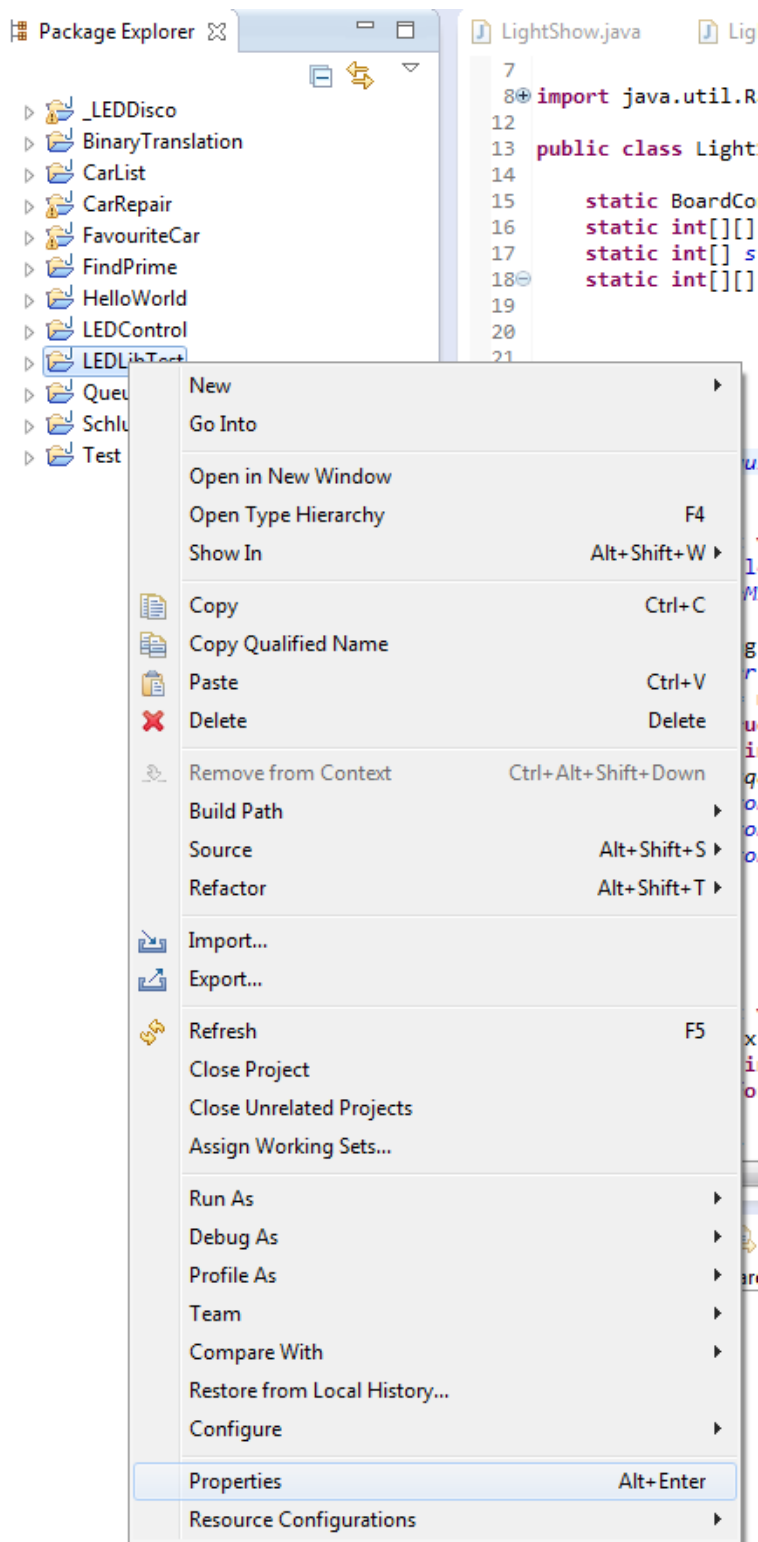 Package Explorer
_LEDDisco
BinaryTranslation
CarList
CarRepair
FavouriteCar
FindPrime
HelloWorld
LEDControl
LEDLibTest
Test
LightShow.java
7
8 import java.util.R
12
13 public class Light
14
15 static BoardCo
16 static int[][]
17 static int[] s
18 static int[][]
19
20
21
New
Go Into
Open in New Window
Open Type Hierarchy F4
Show In Alt+Shift+W
Copy Ctrl+C
Copy Qualified Name
Paste Ctrl+V
Delete Delete
Remove from Context Ctrl+Alt+Shift+Down
Build Path
Source Alt+Shift+S
Refactor Alt+Shift+T
Import...
Export...
Refresh F5
Close Project
Close Unrelated Projects
Assign Working Sets...
Run As
Debug As
Profile As
Team
Compare With
Restore from Local History...
Configure
Properties Alt+Enter
Resource Configurations